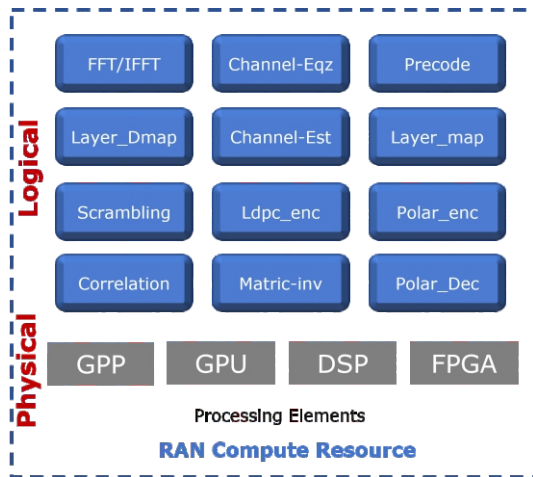 FFT/IFFT Channel-Eqz Precode
Layer_Dmap Channel-Est Layer_map
Logical
Scrambling Ldpc_enc Polar_enc
Correlation Matric-inv Polar_Dec
Physical
GPP GPU DSP FPGA
Processing Elements
RAN Compute Resource